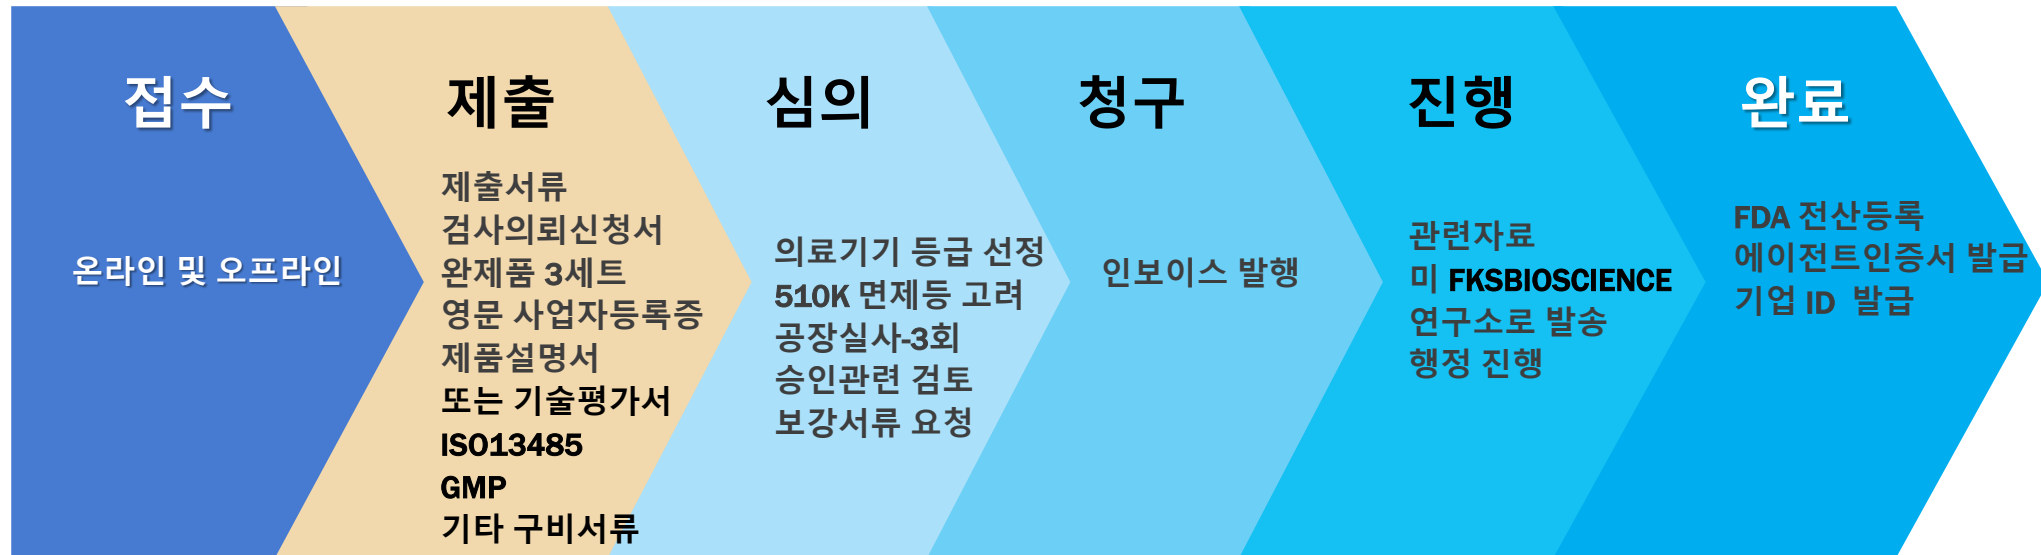 접수
온라인 및 오프라인
제출
제출서류
검사의뢰신청서
완제품 3세트
영문 사업자등록증
제품설명서
또는 기술평가서
ISO13485
GMP
기타 구비서류
심의
의료기기 등급 선정
510K 면제등 고려
공장실사-3회
승인관련 검토
보강서류 요청
청구
인보이스 발행
진행
관련자료
미 FKSBIOSCIENCE
연구소로 발송
행정 진행
완료
FDA 전산등록
에이전트인증서 발급
기업 ID 발급